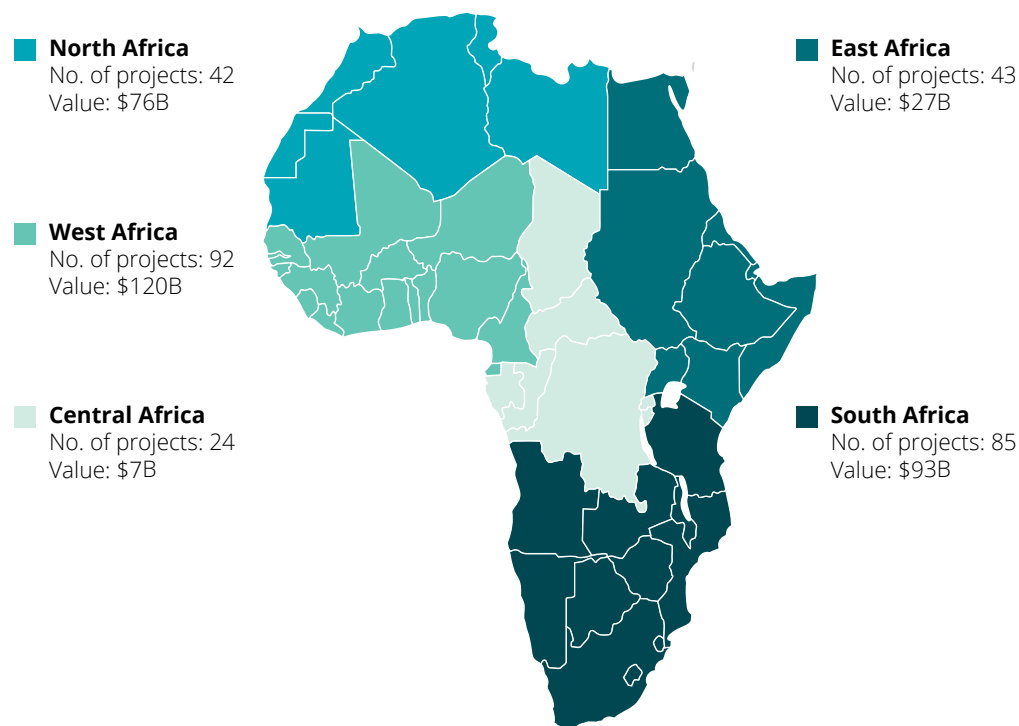 North Africa
No. of projects: 42
Value: $76B
West Africa
No. of projects: 92
Value: $120B
Central Africa
No. of projects: 24
Value: $7B
East Africa
No. of projects: 43
Value: $27B
South Africa
No. of projects: 85
Value: $93B